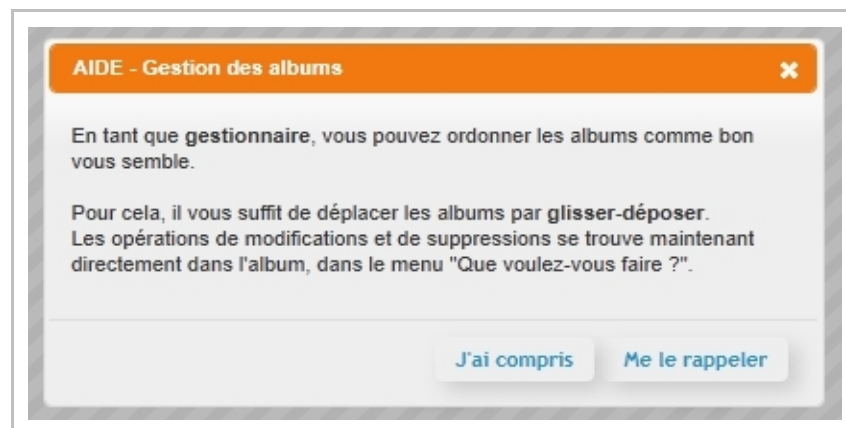 AIDE - Gestion des albums
En tant que gestionnaire, vous pouvez ordonner les albums comme bon
vous semble.
Pour cela, il vous suffit de déplacer les albums par glisser-déposer.
Les opérations de modifications et de suppressions se trouve maintenant
directement dans l'album, dans le menu "Que voulez-vous faire ?".
J'ai compris Me le rappeler